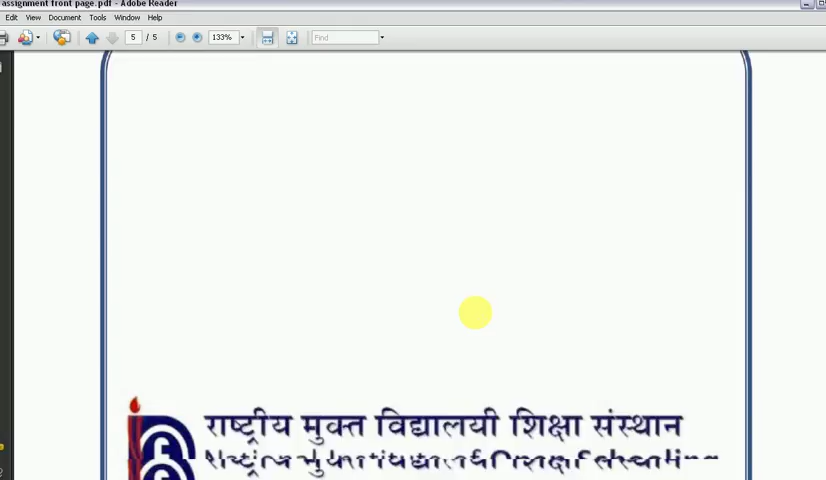 assignment front page.pdf - Adobe Reader
Edit View Document Tools Window Help
5 / 5 133% Find
राष्ट्रीय मुक्त विद्यालयी शिक्षा संस्थान